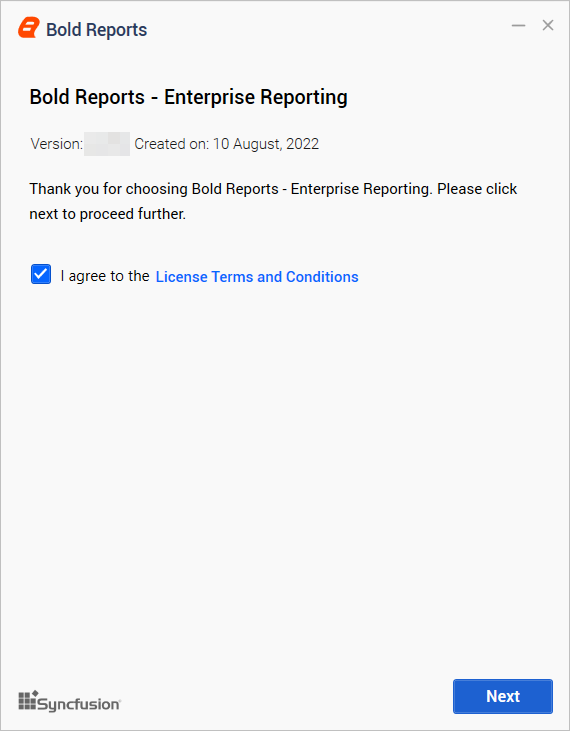 Bold Reports
Bold Reports - Enterprise Reporting
Version: Created on: 10 August, 2022
Thank you for choosing Bold Reports - Enterprise Reporting. Please click
next to proceed further.
I agree to the License Terms and Conditions
Syncfusion
Next